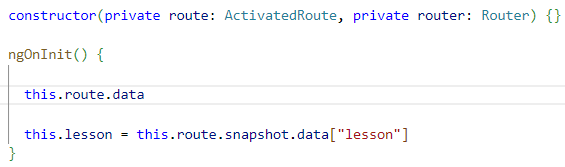 constructor(private route: ActivatedRoute, private router: Router) {}
ngOnInit() {
this.route.data
this.lesson = this.route.snapshot.data["lesson"]
}